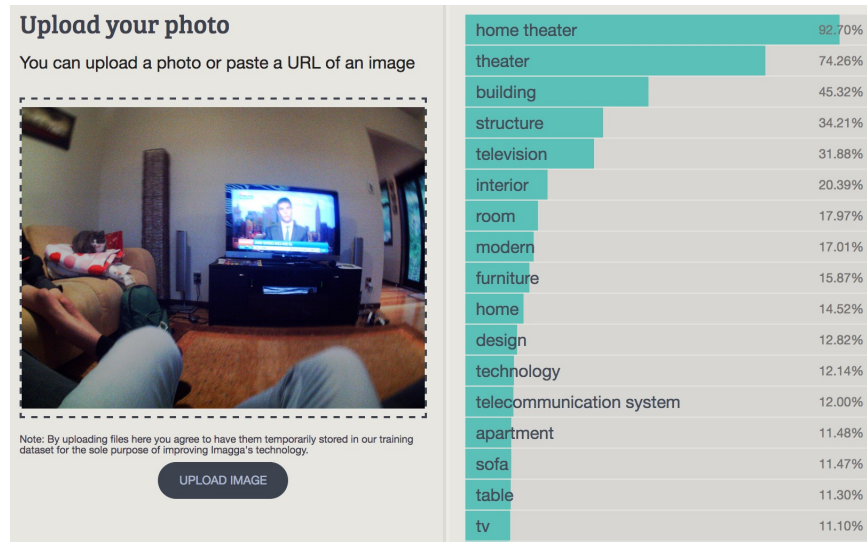 Upload your photo
You can upload a photo or paste a URL of an image
Note: By uploading files here you agree to have them temporarily stored in our training
dataset for the sole purpose of improving Imagga's technology.
UPLOAD IMAGE
home theater 92.70%
theater 74.26%
building 45.32%
structure 34.21%
television 31.88%
interior 20.39%
room 17.97%
modern 17.01%
furniture 15.87%
home 14.52%
design 12.82%
technology 12.14%
telecommunication system 12.00%
apartment 11.48%
sofa 11.47%
table 11.30%
tv 11.10%